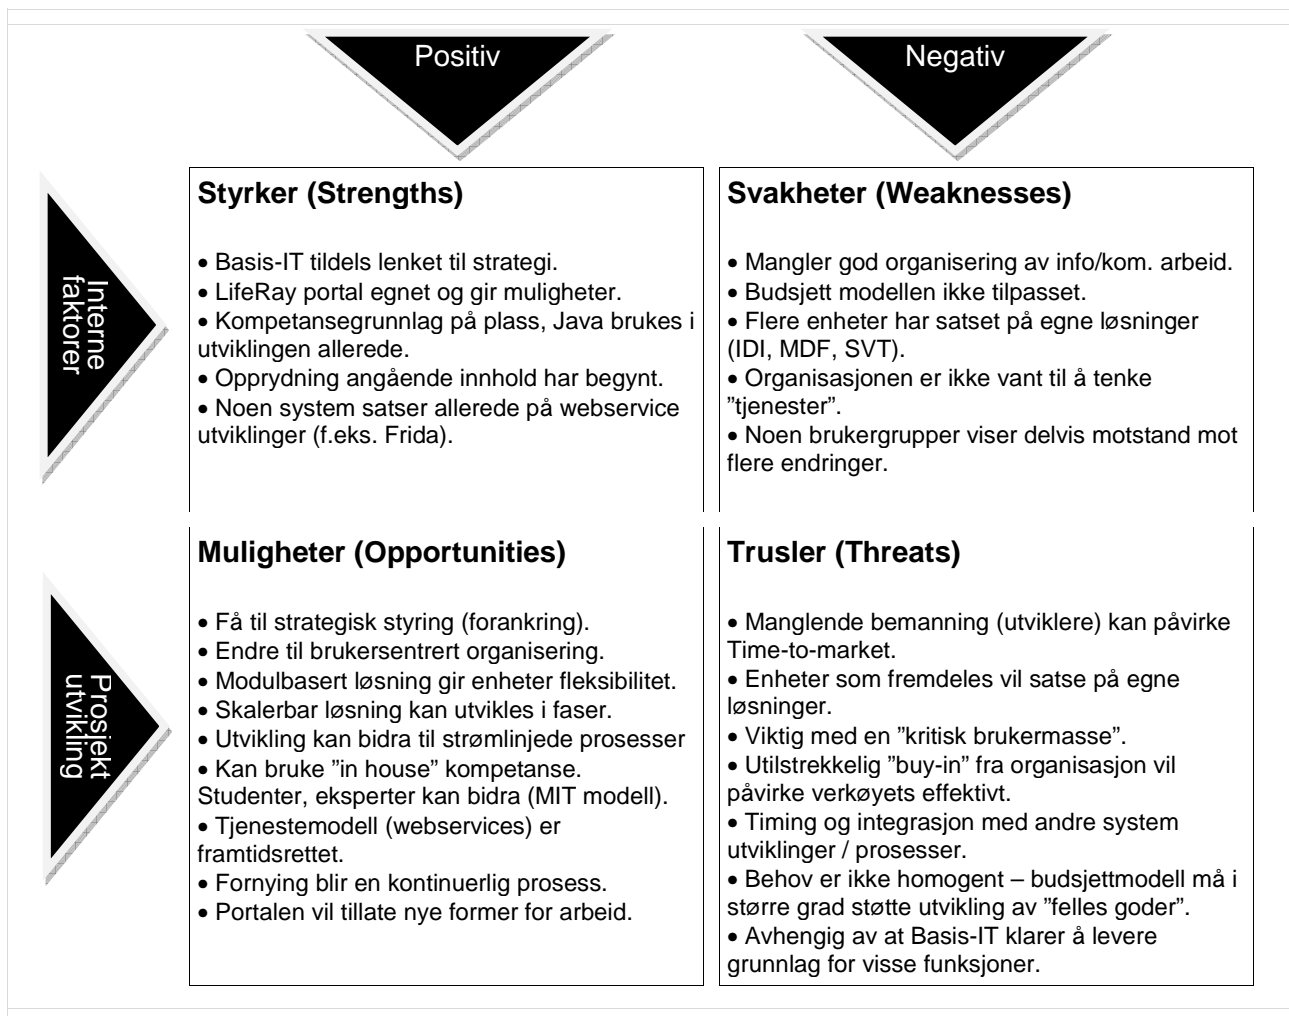 Positiv
Negativ
Interne
faktorer
Styrker (Strengths)
• Basis-IT tildels lenket til strategi.
• LifeRay portal egnet og gir muligheter.
• Kompetansegrunnlag på plass, Java brukes i
utviklingen allerede.
• Opprydning angående innhold har begynt.
• Noen system satser allerede på webservice
utviklinger (f.eks. Frida).
Svakheter (Weaknesses)
• Mangler god organisering av info/kom. arbeid.
• Budsjett modellen ikke tilpasset.
• Flere enheter har satset på egne løsninger
(IDI, MDF, SVT).
• Organisasjonen er ikke vant til å tenke
”tjenester”.
• Noen brukergrupper viser delvis motstand mot
flere endringer.
Prosjekt
utvikling
Muligheter (Opportunities)
• Få til strategisk styring (forankring).
• Endre til brukersentrert organisering.
• Modulbasert løsning gir enheter fleksibilitet.
• Skalerbar løsning kan utvikles i faser.
• Utvikling kan bidra til strømlinjede prosesser
• Kan bruke ”in house” kompetanse.
Studenter, eksperter kan bidra (MIT modell).
• Tjenestemodell (webservices) er
framtidsrettet.
• Fornying blir en kontinuerlig prosess.
• Portalen vil tillate nye former for arbeid.
Trusler (Threats)
• Manglende bemanning (utviklere) kan påvirke
Time-to-market.
• Enheter som fremdeles vil satse på egne
løsninger.
• Viktig med en ”kritisk brukermasse”.
• Utilstrekkelig ”buy-in” fra organisasjon vil
påvirke verkøyets effektivt.
• Timing og integrasjon med andre system
utviklinger / prosesser.
• Behov er ikke homogent – budsjettmodell må i
større grad støtte utvikling av ”felles goder”.
• Avhengig av at Basis-IT klarer å levere
grunnlag for visse funksjoner.